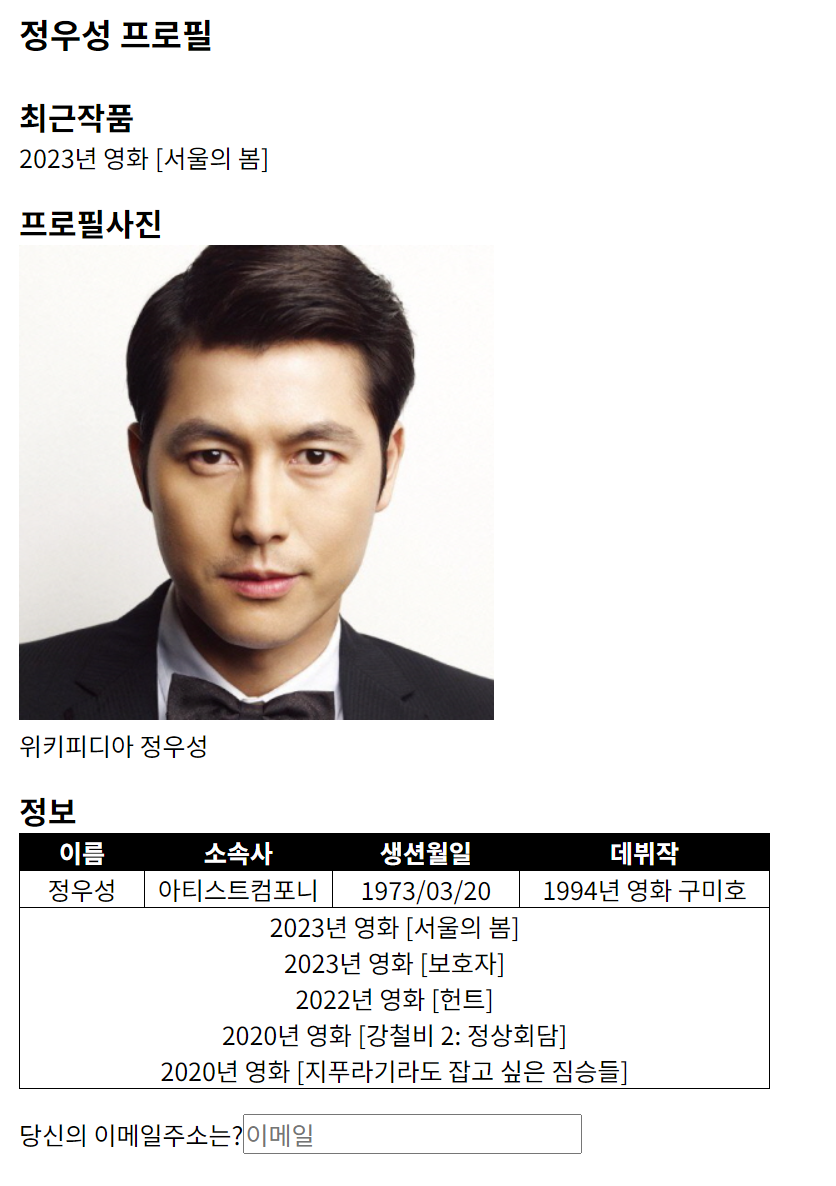 정우성 프로필
최근작품
2023년 영화 [서울의 봄]
프로필사진
위키피디아 정우성
정보
이름 소속사 생션월일 데뷔작
정우성 아티스트컴포니 1973/03/20 1994년 영화 구미호
2023년 영화 [서울의 봄]
2023년 영화 [보호자]
2022년 영화 [헌트]
2020년 영화 [강철비 2: 정상회담]
2020년 영화 [지푸라기라도 잡고 싶은 짐승들]
당신의 이메일주소는?이메일